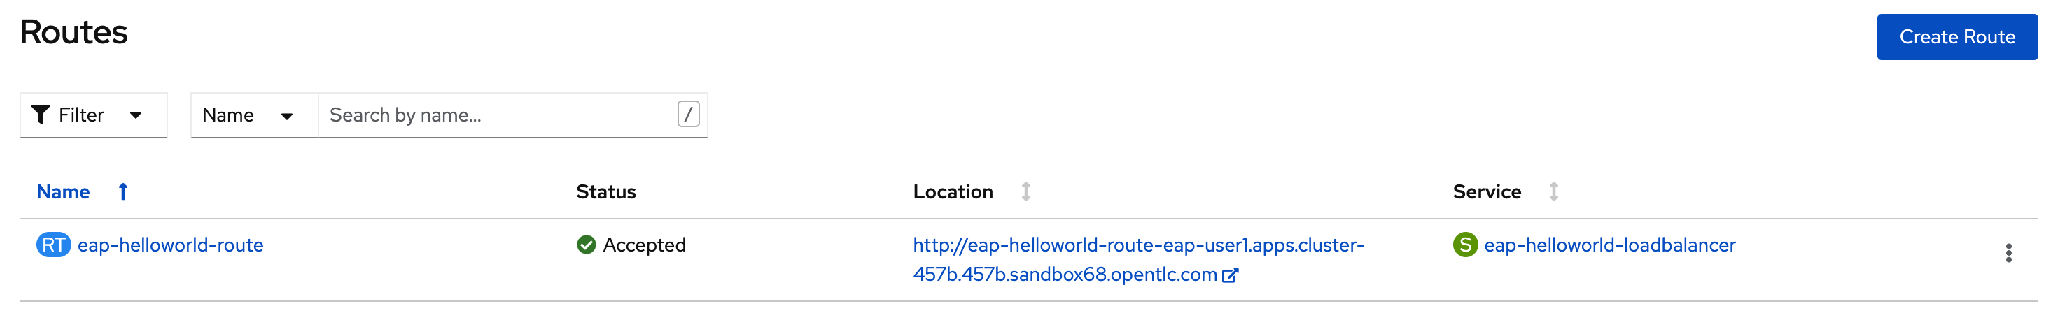 Routes
Create Route
Filter
Name
Search by name...
/
Name Status Location Service
RT eap-helloworld-route Accepted http://eap-helloworld-route-eap-user1.apps.cluster- S eap-helloworld-loadbalancer
457b.457b.sandbox68.opentlc.com